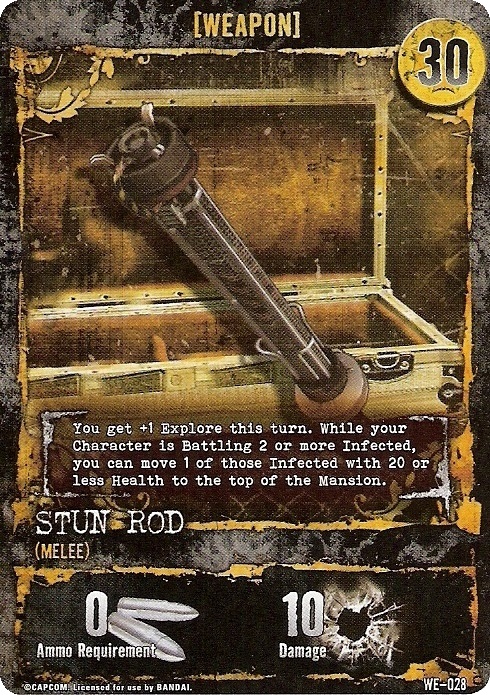 [WEAPON]
30
You get +1 Explore this turn. While your
Character is Battling 2 or more Infected,
you can move 1 of those Infected with 20 or
less Health to the top of the Mansion.
STUN ROD
(MELEE)
0
Ammo Requirement
10
Damage
©CAPCOM. Licensed for use by BANDAI.
WE-028